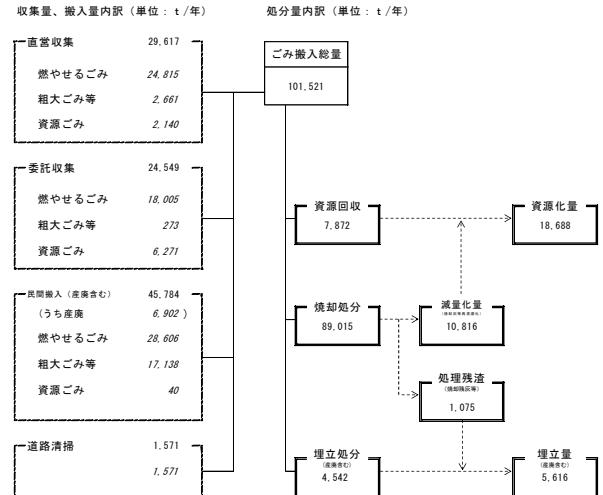 収集量、搬入量内訳（単位：ｔ/年）
処分量内訳（単位：ｔ/年）
直営収集 29,617
燃やせるごみ 24,815
粗大ごみ等 2,661
資源ごみ 2,140
ごみ搬入総量
101,521
委託収集 24,549
燃やせるごみ 18,005
粗大ごみ等 273
資源ごみ 6,271
資源回収
7,872
資源化量
18,688
民間搬入（産廃含む） 45,784
（うち産廃 6,902 ）
燃やせるごみ 28,606
粗大ごみ等 17,138
資源ごみ 40
焼却処分
89,015
減量化量
10,816
処理残渣
（焼却残灰等）
1,075
道路清掃 1,571
1,571
埋立処分
（産廃含む）
4,542
埋立量
（産廃含む）
5,616